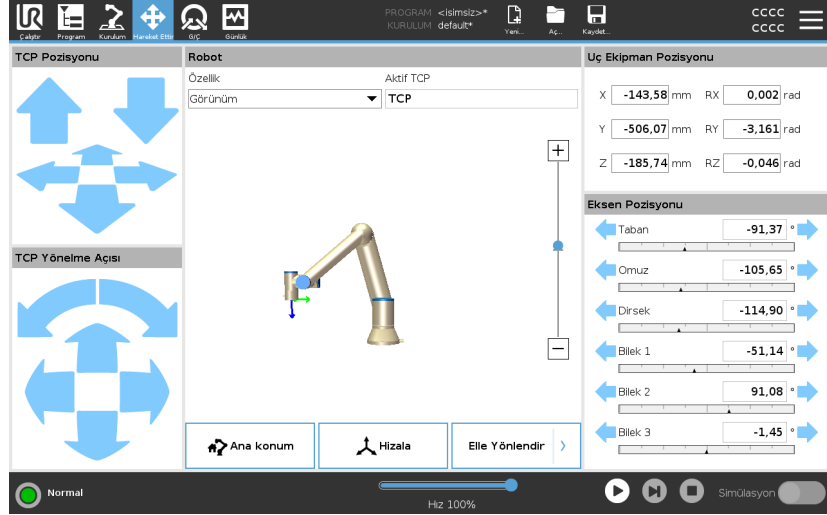 UR
PROGRAM <isimsiz>*
KURULUM default*
Çalıştır Program Kurulum Hareket Ettir G/Ç Günlük Yeni... Aç... Kaydet...
CCCC
CCCC
TCP Pozisyonu
Robot
Özellik Aktif TCP
Görünüm TCP
Uç Ekipman Pozisyonu
X -143,58 mm RX 0,002 rad
Y -506,07 mm RY -3,161 rad
Z -185,74 mm RZ -0,046 rad
Eksen Pozisyonu
Taban -91,37 °
Omuz -105,65 °
Dirsek -114,90 °
Bilek 1 -51,14 °
Bilek 2 91,08 °
Bilek 3 -1,45 °
TCP Yönelme Açısı
Ana konum
Hizala
Elle Yönlendir
Normal
Hız 100%
Simülasyon